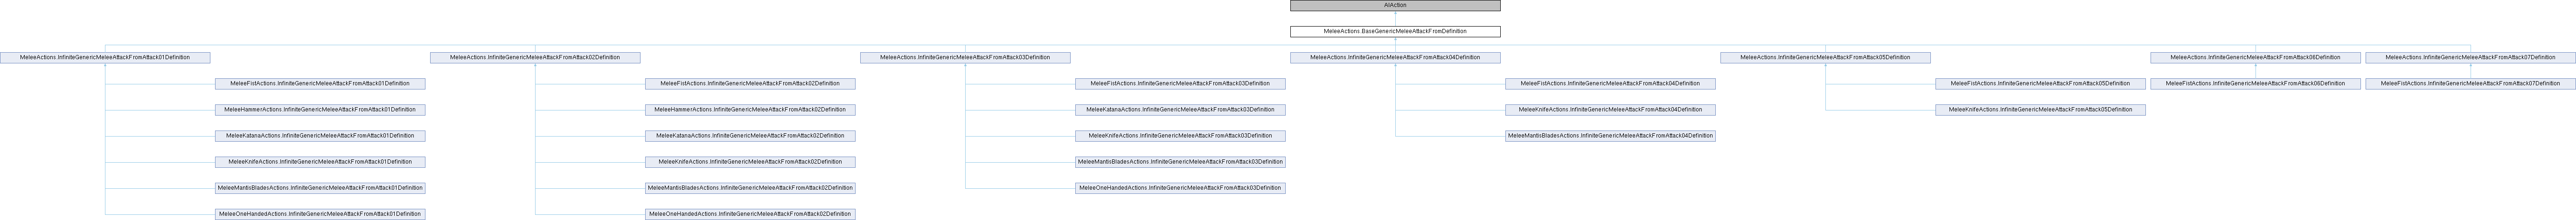 AIAction
MeleeActions.BaseGenericMeleeAttackFromDefinition
MeleeActions.InfiniteGenericMeleeAttackFromAttack01Definition
MeleeActions.InfiniteGenericMeleeAttackFromAttack02Definition
MeleeActions.InfiniteGenericMeleeAttackFromAttack03Definition
MeleeActions.InfiniteGenericMeleeAttackFromAttack04Definition
MeleeActions.InfiniteGenericMeleeAttackFromAttack05Definition
MeleeActions.InfiniteGenericMeleeAttackFromAttack06Definition
MeleeActions.InfiniteGenericMeleeAttackFromAttack07Definition
MeleeFistActions.InfiniteGenericMeleeAttackFromAttack01Definition
MeleeFistActions.InfiniteGenericMeleeAttackFromAttack02Definition
MeleeFistActions.InfiniteGenericMeleeAttackFromAttack03Definition
MeleeFistActions.InfiniteGenericMeleeAttackFromAttack04Definition
MeleeFistActions.InfiniteGenericMeleeAttackFromAttack05Definition
MeleeFistActions.InfiniteGenericMeleeAttackFromAttack06Definition
MeleeFistActions.InfiniteGenericMeleeAttackFromAttack07Definition
MeleeHammerActions.InfiniteGenericMeleeAttackFromAttack01Definition
MeleeHammerActions.InfiniteGenericMeleeAttackFromAttack02Definition
MeleeKatanaActions.InfiniteGenericMeleeAttackFromAttack03Definition
MeleeKnifeActions.InfiniteGenericMeleeAttackFromAttack04Definition
MeleeKnifeActions.InfiniteGenericMeleeAttackFromAttack05Definition
MeleeKatanaActions.InfiniteGenericMeleeAttackFromAttack01Definition
MeleeKatanaActions.InfiniteGenericMeleeAttackFromAttack02Definition
MeleeKnifeActions.InfiniteGenericMeleeAttackFromAttack03Definition
MeleeMantisBladesActions.InfiniteGenericMeleeAttackFromAttack04Definition
MeleeKnifeActions.InfiniteGenericMeleeAttackFromAttack01Definition
MeleeKnifeActions.InfiniteGenericMeleeAttackFromAttack02Definition
MeleeMantisBladesActions.InfiniteGenericMeleeAttackFromAttack03Definition
MeleeMantisBladesActions.InfiniteGenericMeleeAttackFromAttack01Definition
MeleeMantisBladesActions.InfiniteGenericMeleeAttackFromAttack02Definition
MeleeOneHandedActions.InfiniteGenericMeleeAttackFromAttack03Definition
MeleeOneHandedActions.InfiniteGenericMeleeAttackFromAttack01Definition
MeleeOneHandedActions.InfiniteGenericMeleeAttackFromAttack02Definition